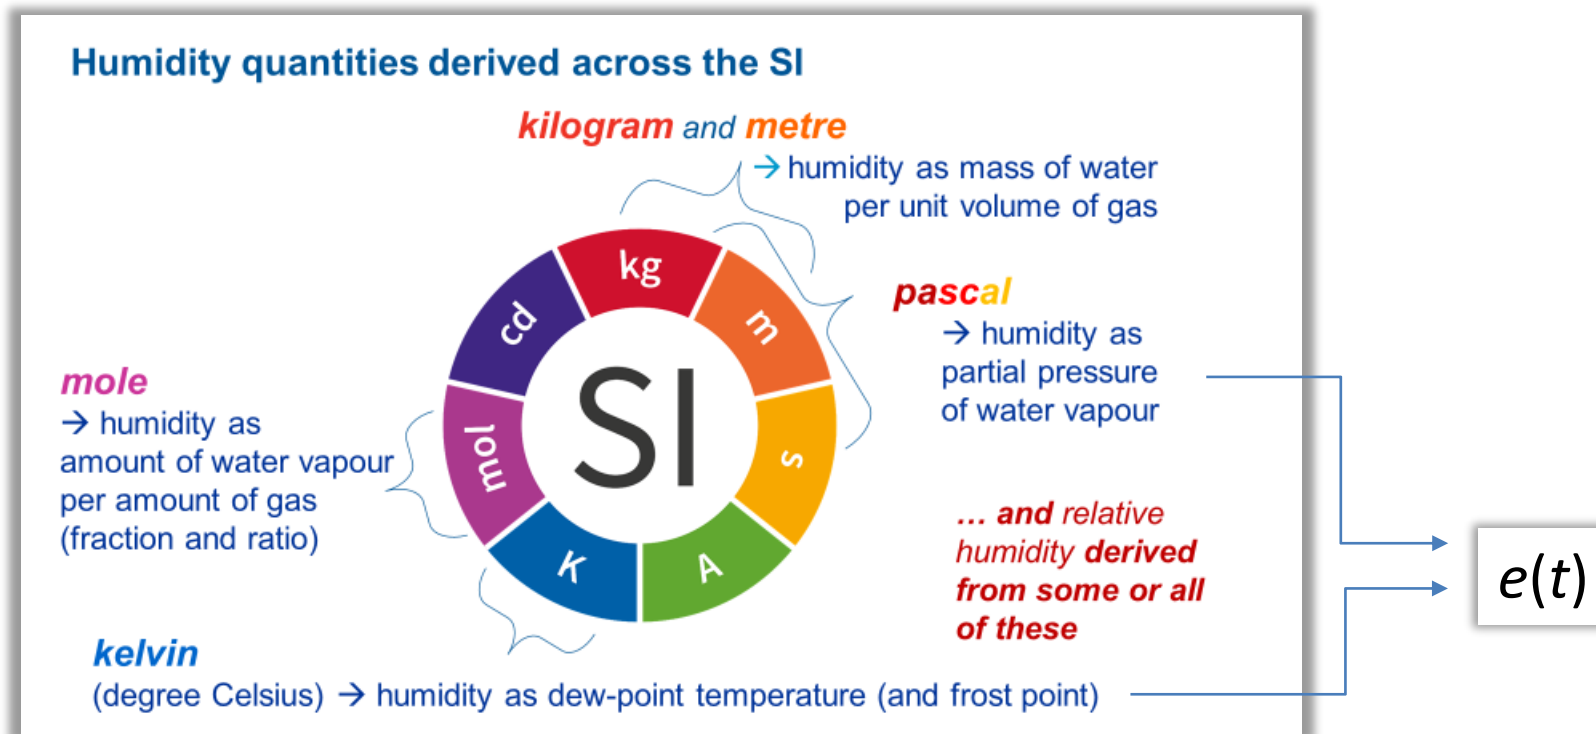 Humidity quantities derived across the SI
kilogram and metre
→ humidity as mass of water
per unit volume of gas
pascal
→ humidity as
partial pressure
of water vapour
mole
→ humidity as
amount of water vapour
per amount of gas
(fraction and ratio)
kg
m
s
A
K
mol
cd
SI
... and relative
humidity derived
from some or all
of these
e(t)
kelvin
(degree Celsius) → humidity as dew-point temperature (and frost point)